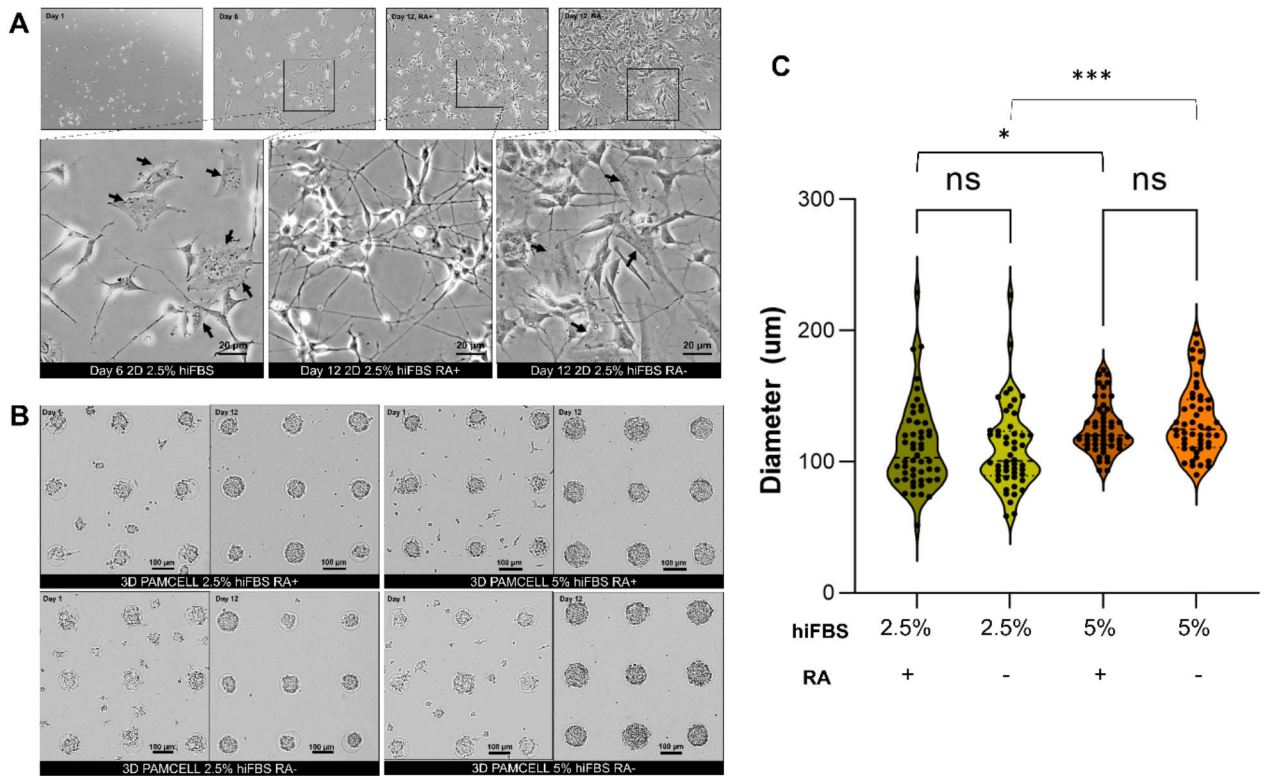 A
Day 1
Day 6
Day 12, RA+
Day 12, RA-
20 μm
20 μm
20 μm
Day 6 2D 2.5% hiFBS
Day 12 2D 2.5% hiFBS RA+
Day 12 2D 2.5% hiFBS RA-
B
Day 1
Day 12
Day 1
Day 12
100 μm
100 μm
100 μm
100 μm
3D PAMCELL 2.5% hiFBS RA+
3D PAMCELL 5% hiFBS RA+
Day 1
Day 12
Day 1
Day 12
100 μm
100 μm
100 μm
100 μm
3D PAMCELL 2.5% hiFBS RA-
3D PAMCELL 5% hiFBS RA-
C
***
*
ns
ns
300
200
100
0
Diameter (um)
hiFBS 2.5% 2.5% 5% 5%
RA + - + -